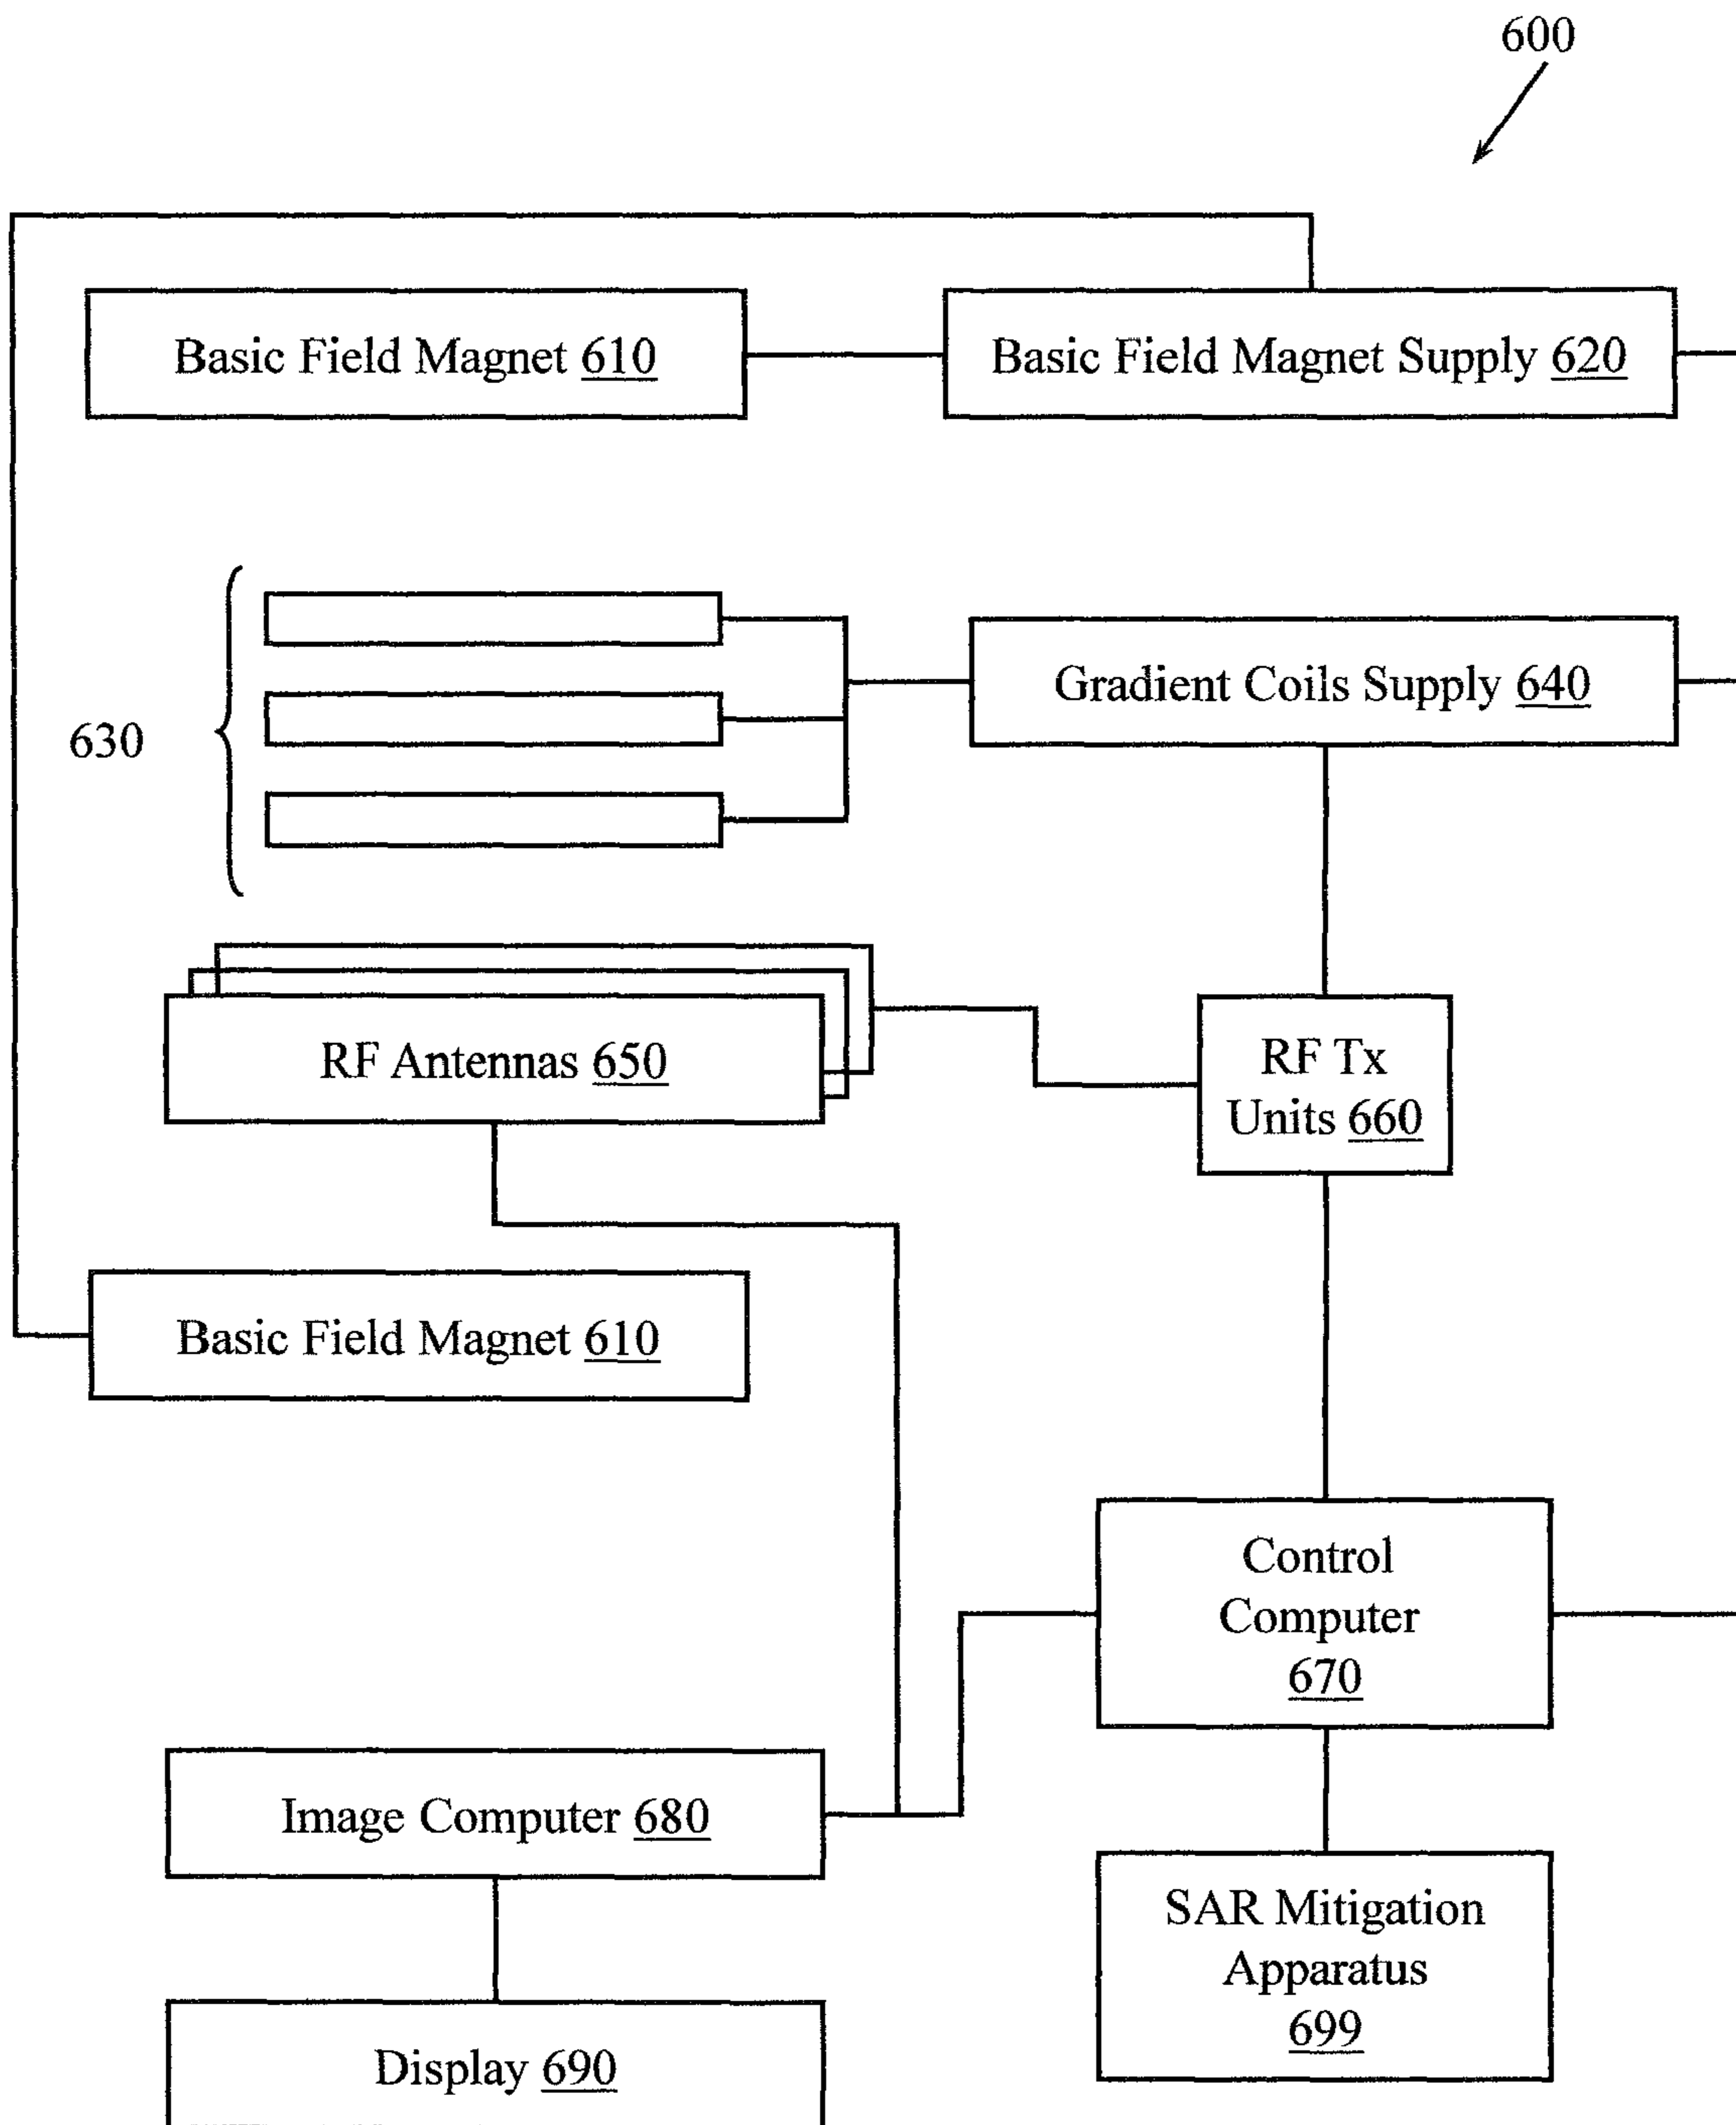 600
Basic Field Magnet 610
Basic Field Magnet Supply 620
630
Gradient Coils Supply 640
RF Antennas 650
RF Tx
Units 660
Basic Field Magnet 610
Control
Computer
670
Image Computer 680
SAR Mitigation
Apparatus
699
Display 690